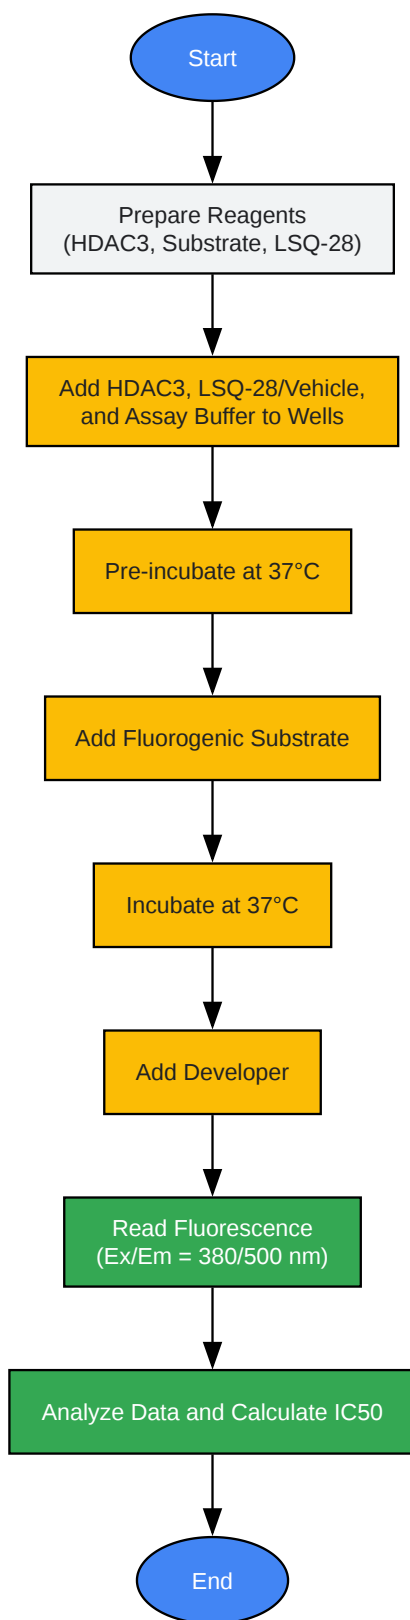 Start
Prepare Reagents
(HDAC3, Substrate, LSQ-28)
Add HDAC3, LSQ-28/Vehicle,
and Assay Buffer to Wells
Pre-incubate at 37°C
Add Fluorogenic Substrate
Incubate at 37°C
Add Developer
Read Fluorescence
(Ex/Em = 380/500 nm)
Analyze Data and Calculate IC50
End